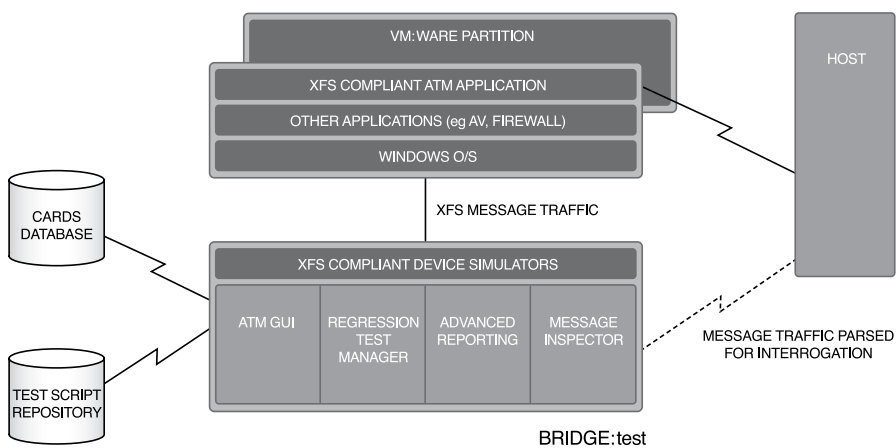 VM:WARE PARTITION
HOST
XFS COMPLIANT ATM APPLICATION
OTHER APPLICATIONS (eg AV, FIREWALL)
WINDOWS O/S
XFS MESSAGE TRAFFIC
CARDS
DATABASE
XFS COMPLIANT DEVICE SIMULATORS
ATM GUI
REGRESSION
TEST
MANAGER
ADVANCED
REPORTING
MESSAGE
INSPECTOR
MESSAGE TRAFFIC PARSED
FOR INTERROGATION
TEST SCRIPT
REPOSITORY
BRIDGE:test